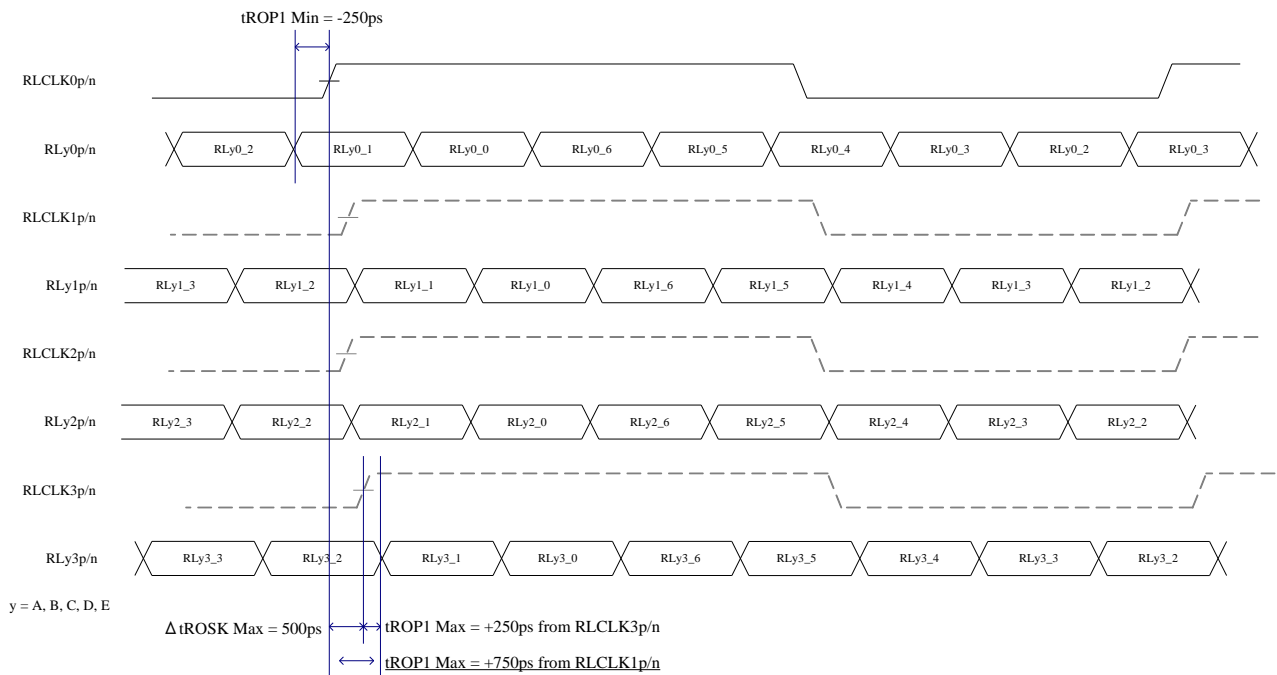 tROP1 Min = -250ps
RLCLK0p/n
RLy0p/n
RLy0_2 RLy0_1 RLy0_0 RLy0_6 RLy0_5 RLy0_4 RLy0_3 RLy0_2 RLy0_3
RLCLK1p/n
RLy1p/n
RLy1_3 RLy1_2 RLy1_1 RLy1_0 RLy1_6 RLy1_5 RLy1_4 RLy1_3 RLy1_2
RLCLK2p/n
RLy2p/n
RLy2_3 RLy2_2 RLy2_1 RLy2_0 RLy2_6 RLy2_5 RLy2_4 RLy2_3 RLy2_2
RLCLK3p/n
RLy3p/n
RLy3_3 RLy3_2 RLy3_1 RLy3_0 RLy3_6 RLy3_5 RLy3_4 RLy3_3 RLy3_2
y = A, B, C, D, E
Δ tROSK Max = 500ps
tROP1 Max = +250ps from RLCLK3p/n
tROP1 Max = +750ps from RLCLK1p/n